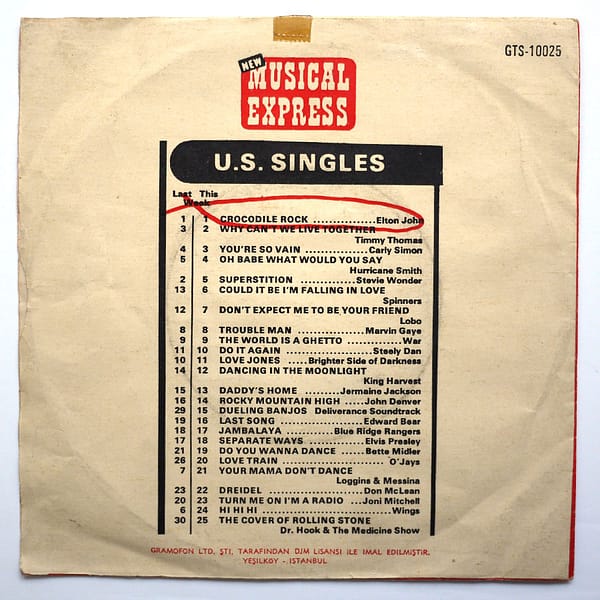 GTS-10025
NEW
MUSICAL
EXPRESS
U.S. SINGLES
Last This
Week
1 1 CROCODILE ROCK ...............Elton John
3 2 WHY CAN'T WE LIVE TOGETHER
Timmy Thomas
4 3 YOU'RE SO VAIN ............Carly Simon
5 4 OH BABE WHAT WOULD YOU SAY
Hurricane Smith
2 5 SUPERSTITION ..............Stevie Wonder
13 6 COULD IT BE I'M FALLING IN LOVE
Spinners
12 7 DON'T EXPECT ME TO BE YOUR FRIEND
Lobo
8 8 TROUBLE MAN ............Marvin Gaye
9 9 THE WORLD IS A GHETTO ............War
11 10 DO IT AGAIN .....................Steely Dan
10 11 LOVE JONES .....Brighter Side of Darkness
14 12 DANCING IN THE MOONLIGHT
King Harvest
15 13 DADDY'S HOME .......Jermaine Jackson
16 14 ROCKY MOUNTAIN HIGH .....John Denver
29 15 DUELING BANJOS Deliverance Soundtrack
19 16 LAST SONG ....................Edward Bear
18 17 JAMBALAYA ........Blue Ridge Rangers
17 18 SEPARATE WAYS ............Elvis Presley
21 19 DO YOU WANNA DANCE ......Bette Midler
26 20 LOVE TRAIN .........................O'Jays
7 21 YOUR MAMA DON'T DANCE
Loggins & Messina
23 22 DREIDEL .......................Don McLean
20 23 TURN ME ON I'M A RADIO ...Joni Mitchell
6 24 HI HI HI ..............................Wings
30 25 THE COVER OF ROLLING STONE
Dr. Hook & The Medicine Show
GRAMOFON LTD. ŞTİ. TARAFINDAN DJM LİSANSI İLE İMAL EDİLMİŞTİR.
YEŞİLKÖY - İSTANBUL